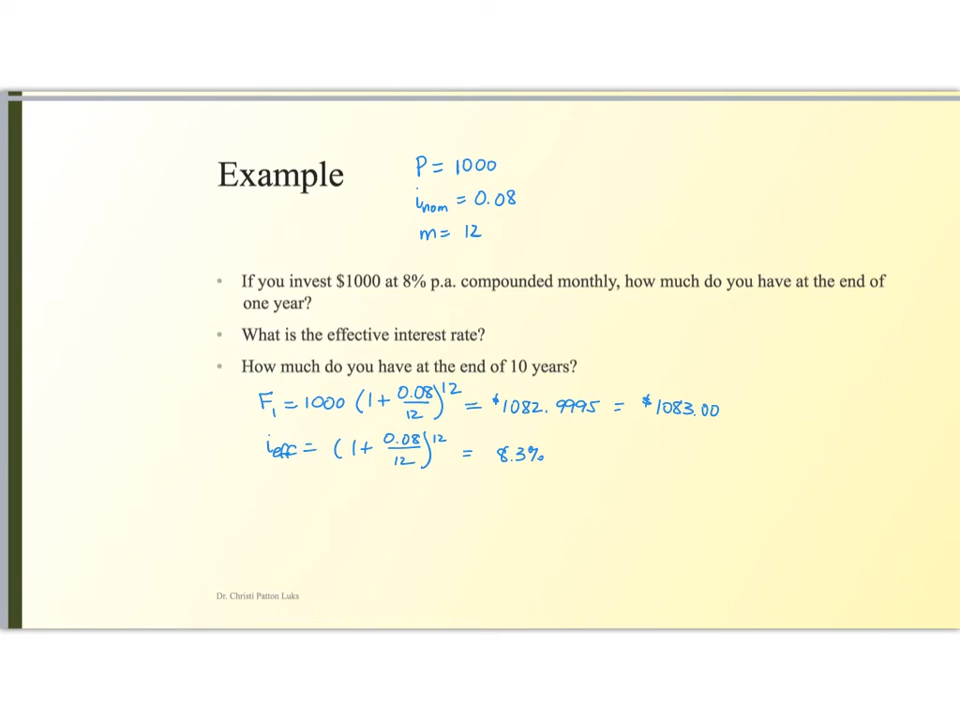 Example
P = 1000
i nom = 0.08
m = 12
• If you invest $1000 at 8% p.a. compounded monthly, how much do you have at the end of
one year?
• What is the effective interest rate?
• How much do you have at the end of 10 years?
F₁ = 1000 (1 + 0.08/12)^12 = $1082.9995 = $1083.00
i eff = (1 + 0.08/12)^12 = 8.3%
Dr. Christi Patton Luks